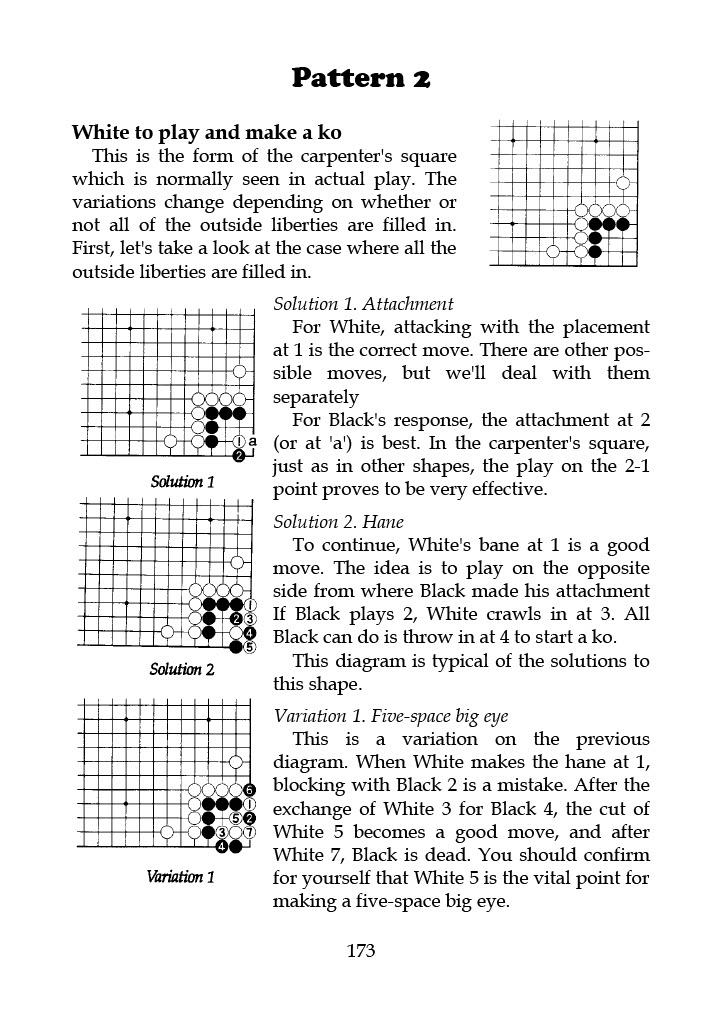 Pattern 2
White to play and make a ko
This is the form of the carpenter's square
which is normally seen in actual play. The
variations change depending on whether or
not all of the outside liberties are filled in.
First, let's take a look at the case where all the
outside liberties are filled in.
1 a
2
Solution 1
Solution 1. Attachment
For White, attacking with the placement
at 1 is the correct move. There are other pos-
sible moves, but we'll deal with them
separately
For Black's response, the attachment at 2
(or at 'a') is best. In the carpenter's square,
just as in other shapes, the play on the 2-1
point proves to be very effective.
1
2 3
4
5
Solution 2
Solution 2. Hane
To continue, White's bane at 1 is a good
move. The idea is to play on the opposite
side from where Black made his attachment
If Black plays 2, White crawls in at 3. All
Black can do is throw in at 4 to start a ko.
This diagram is typical of the solutions to
this shape.
6
1
5 2
3 7
4
Variation 1
Variation 1. Five-space big eye
This is a variation on the previous
diagram. When White makes the hane at 1,
blocking with Black 2 is a mistake. After the
exchange of White 3 for Black 4, the cut of
White 5 becomes a good move, and after
White 7, Black is dead. You should confirm
for yourself that White 5 is the vital point for
making a five-space big eye.
173